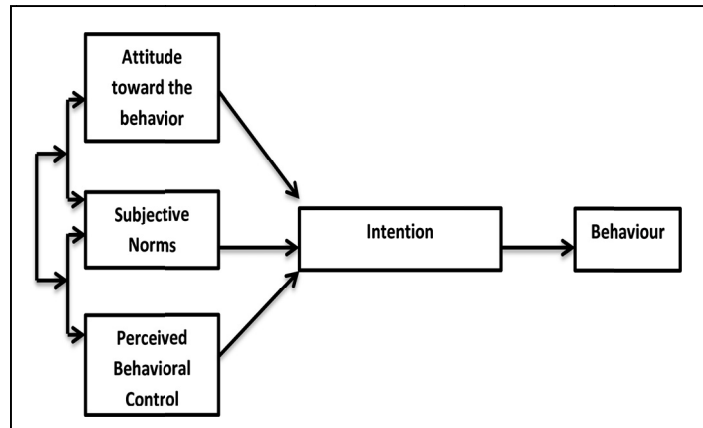 Attitude
toward the
behavior
Subjective
Norms
Intention
Behaviour
Perceived
Behavioral
Control